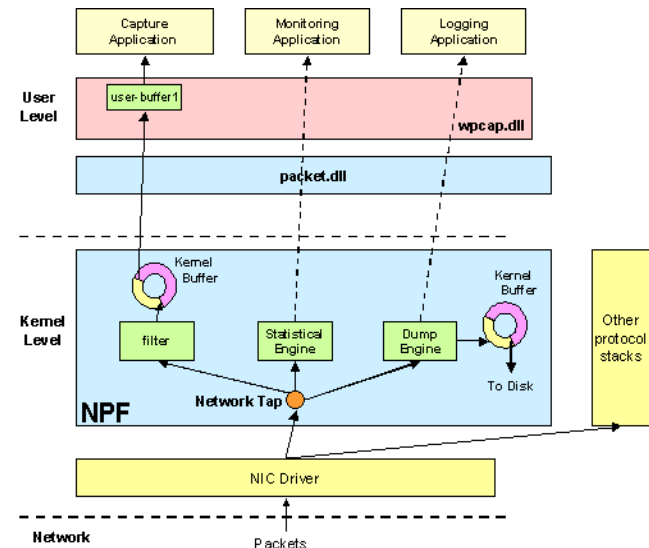 Capture
Application
Monitoring
Application
Logging
Application
User
Level
user-buffer1
wpcap.dll
packet.dll
Kernel
Level
Kernel
Buffer
Kernel
Buffer
filter
Statistical
Engine
Dump
Engine
To Disk
Network Tap
NPF
Other
protocol
stacks
NIC Driver
Network
Packets